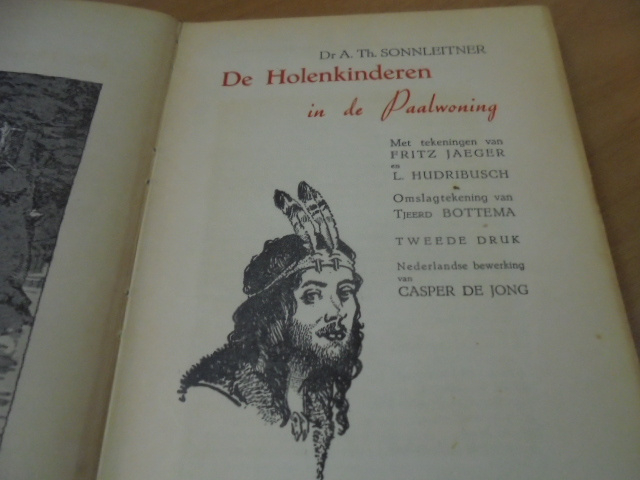 Dr A. Th. SONNLEITNER
De Holenkinderen
in de Paalwoning
Met tekeningen van
FRITZ JAEGER
en
L. HUDRIBUSCH
Omslagtekening van
TJEERD BOTTEMA
TWEEDE DRUK
Nederlandse bewerking
van
CASPER DE JONG